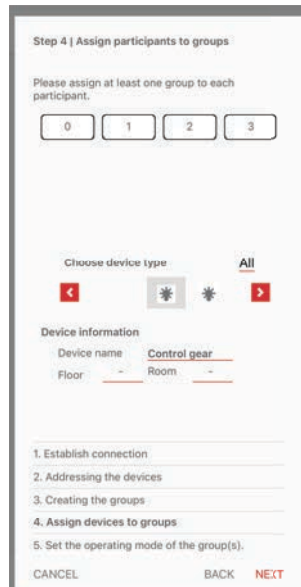 Step 4 | Assign participants to groups
Please assign at least one group to each
participant.
0 1 2 3
Choose device type All
Device information
Device name Control gear
Floor - Room -
1. Establish connection
2. Addressing the devices
3. Creating the groups
4. Assign devices to groups
5. Set the operating mode of the group(s).
CANCEL BACK NEXT